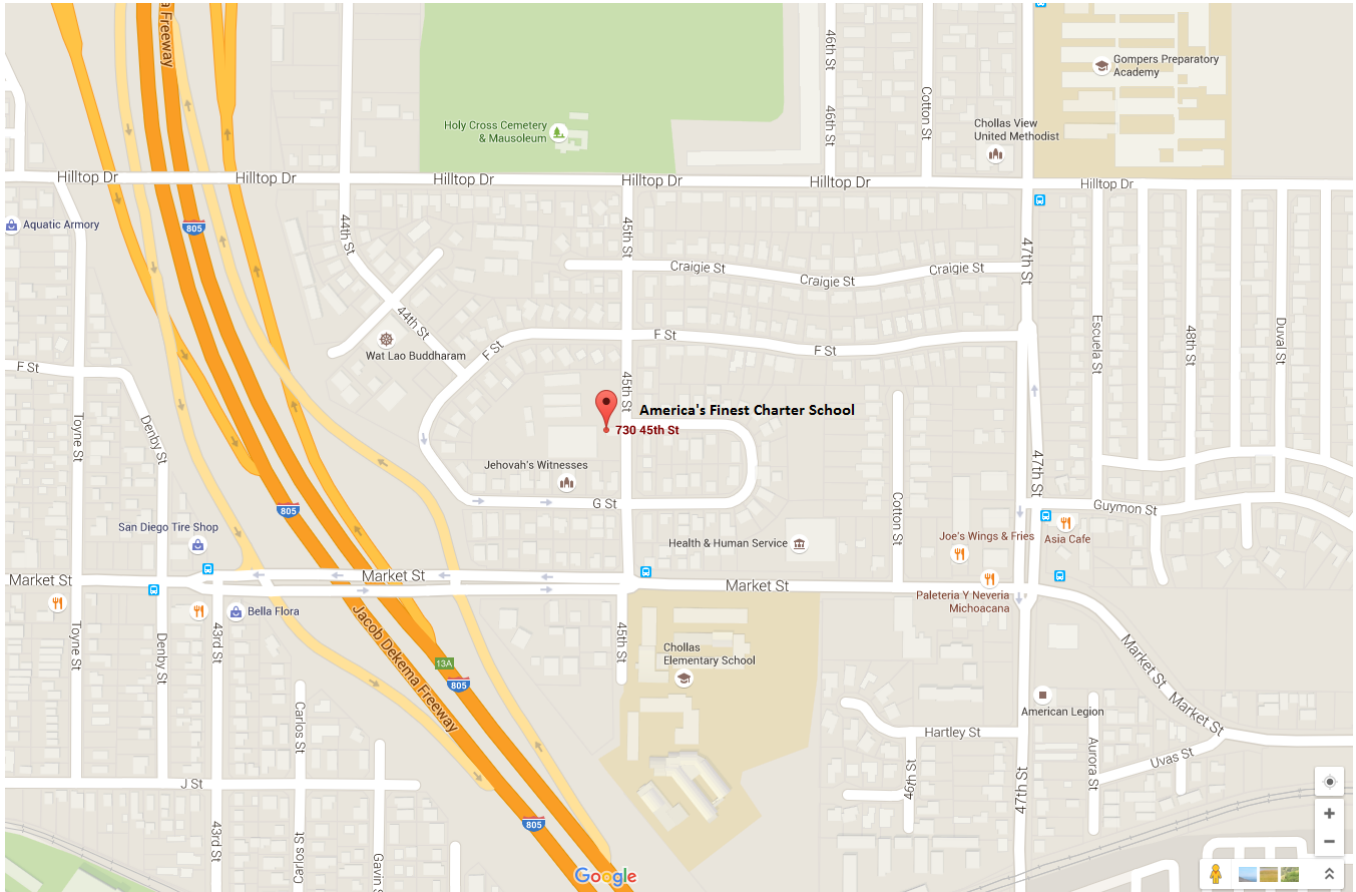 a Freeway
46th St
Gompers Preparatory
Academy
Cotton St
46th St
Holy Cross Cemetery
& Mausoleum
Chollas View
United Methodist
Hilltop Dr
Hilltop Dr
Hilltop Dr
Hilltop Dr
Hilltop Dr
Hilltop Dr
Aquatic Armory
805
44th St
45th St
47th St
Craigie St
Craigie St
Craigie St
44th St
F St
F St
F St
Escuela St
48th St
Duval St
Wat Lao Buddharam
F St
45th St
America's Finest Charter School
730 45th St
Toyne St
Denby St
Jehovah's Witnesses
47th St
G St
Cotton St
Guymon St
805
San Diego Tire Shop
Health & Human Service
Joe's Wings & Fries
Asia Cafe
Market St
Market St
Market St
Paleteria Y Neveria
Michoacana
Bella Flora
Toyne St
Denby St
43rd St
Jacob Dekema Freeway
45th St
Chollas
Elementary School
13A
805
Market St
Market St
American Legion
Carlos St
Hartley St
Aurora St
Uvas St
46th St
47th St
J St
43rd St
Carlos St
Gavin S
805
Google
+
−